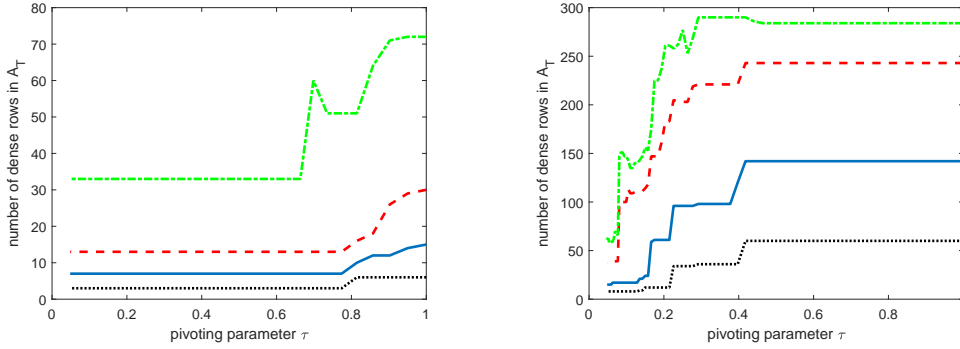 number of dense rows in A_T
80
70
60
50
40
30
20
10
0
0 0.2 0.4 0.6 0.8 1
pivoting parameter τ
number of dense rows in A_T
300
250
200
150
100
50
0
0 0.2 0.4 0.6 0.8
pivoting parameter τ